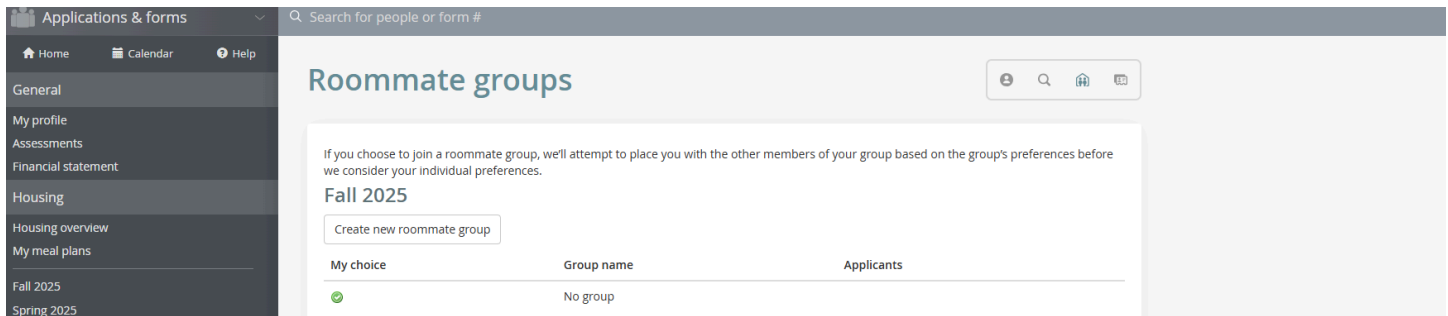 Applications & forms
Search for people or form #
Home Calendar Help
General
My profile
Assessments
Financial statement
Housing
Housing overview
My meal plans
Fall 2025
Spring 2025
Roommate groups
If you choose to join a roommate group, we'll attempt to place you with the other members of your group based on the group's preferences before
we consider your individual preferences.
Fall 2025
Create new roommate group
My choice Group name Applicants
No group